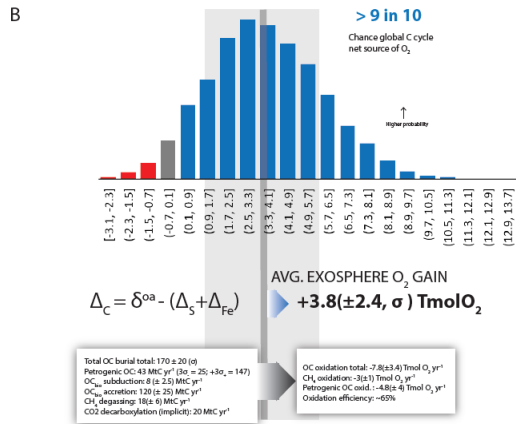 B
> 9 in 10
Chance global C cycle
net source of O₂
↑
Higher probability
[-3.1, -2.3]
(-2.3, -1.5]
(-1.5, -0.7]
(-0.7, 0.1]
(0.1, 0.9]
(0.9, 1.7]
(1.7, 2.5]
(2.5, 3.3]
(3.3, 4.1]
(4.1, 4.9]
(4.9, 5.7]
(5.7, 6.5]
(6.5, 7.3]
(7.3, 8.1]
(8.1, 8.9]
(8.9, 9.7]
(9.7, 10.5]
(10.5, 11.3]
(11.3, 12.1]
(12.1, 12.9]
(12.9, 13.7]
AVG. EXOSPHERE O₂ GAIN
Δ_C = δ^oa - (Δ_S+Δ_Fe)
+3.8(±2.4, σ ) TmolO₂
Total OC burial total: 170 ± 20 (σ)
Petrogenic OC: 43 MtC yr⁻¹ (3σ₋ = 25; +3σ₊ = 147)
OC_bio subduction: 8 (± 2.5) MtC yr⁻¹
OC_bio accretion: 120 (± 25) MtC yr⁻¹
CH₄ degassing: 18(± 6) MtC yr⁻¹
CO2 decarboxylation (implicit): 20 MtC yr⁻¹
OC oxidation total: -7.8(±3.4) Tmol O₂ yr⁻¹
CH₄ oxidation: -3(±1) Tmol O₂ yr⁻¹
Petrogenic OC oxid.: -4.8(± 4) Tmol O₂ yr⁻¹
Oxidation efficiency: ~65%